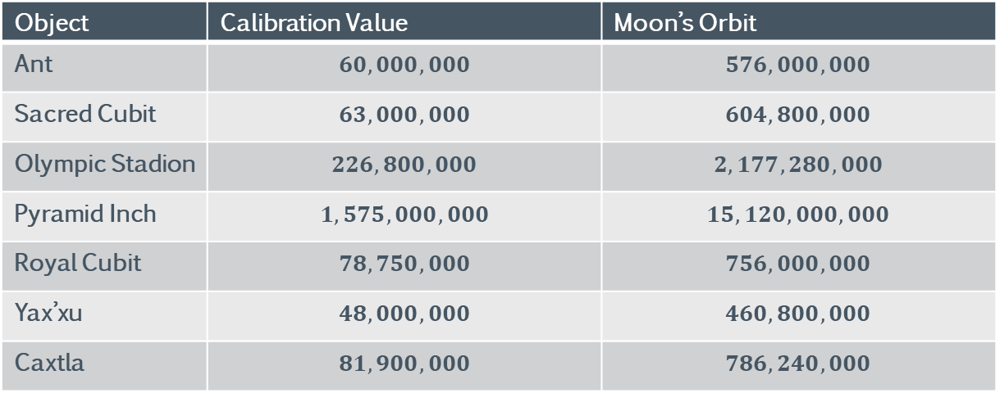 Object Calibration Value Moon’s Orbit
Ant 60,000,000 576,000,000
Sacred Cubit 63,000,000 604,800,000
Olympic Stadion 226,800,000 2,177,280,000
Pyramid Inch 1,575,000,000 15,120,000,000
Royal Cubit 78,750,000 756,000,000
Yax’xu 48,000,000 460,800,000
Caxtla 81,900,000 786,240,000